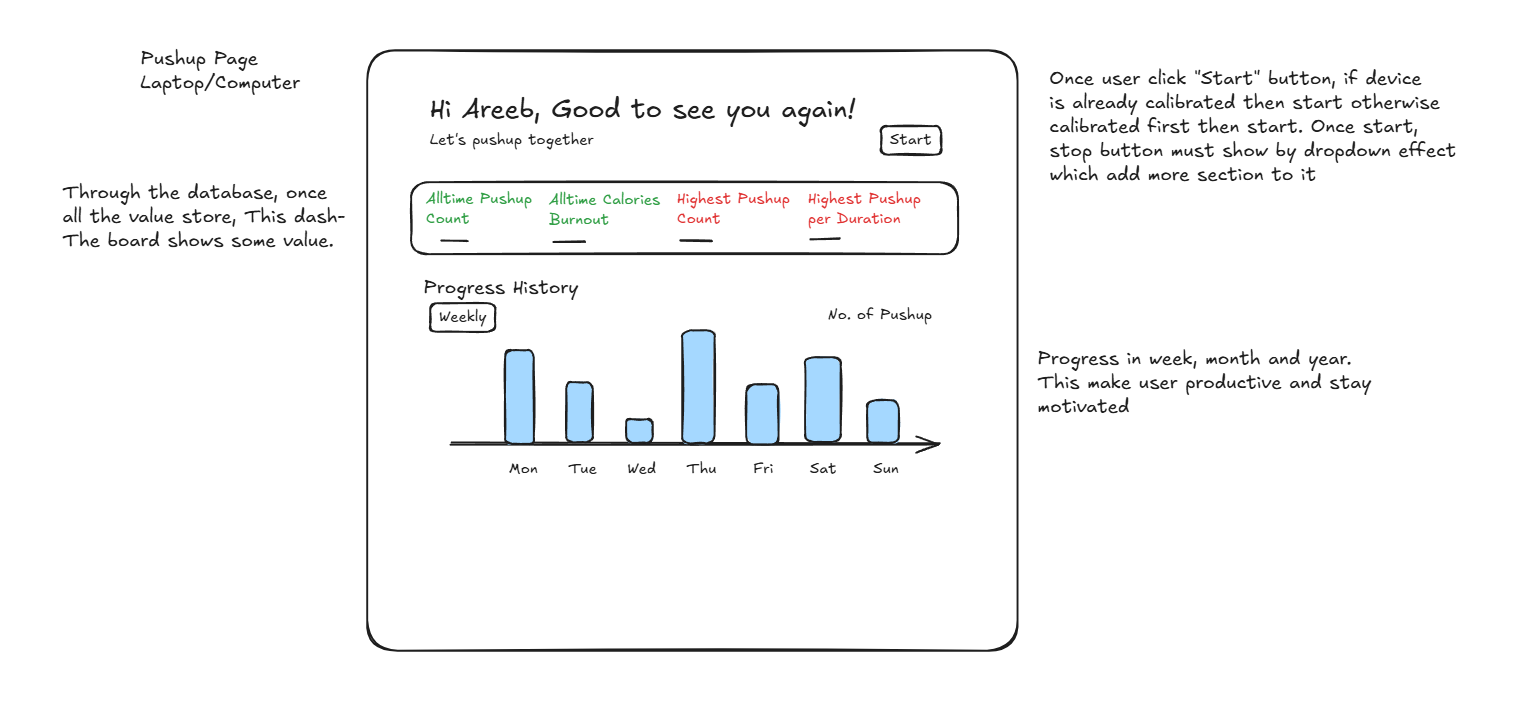 Pushup Page
Laptop/Computer
Hi Areeb, Good to see you again!
Let's pushup together
Start
Once user click "Start" button, if device
is already calibrated then start otherwise
calibrated first then start. Once start,
stop button must show by dropdown effect
which add more section to it
Through the database, once
all the value store, This dash-
The board shows some value.
Alltime Pushup
Count
Alltime Calories
Burnout
Highest Pushup
Count
Highest Pushup
per Duration
Progress History
Weekly
No. of Pushup
Progress in week, month and year.
This make user productive and stay
motivated
Mon Tue Wed Thu Fri Sat Sun